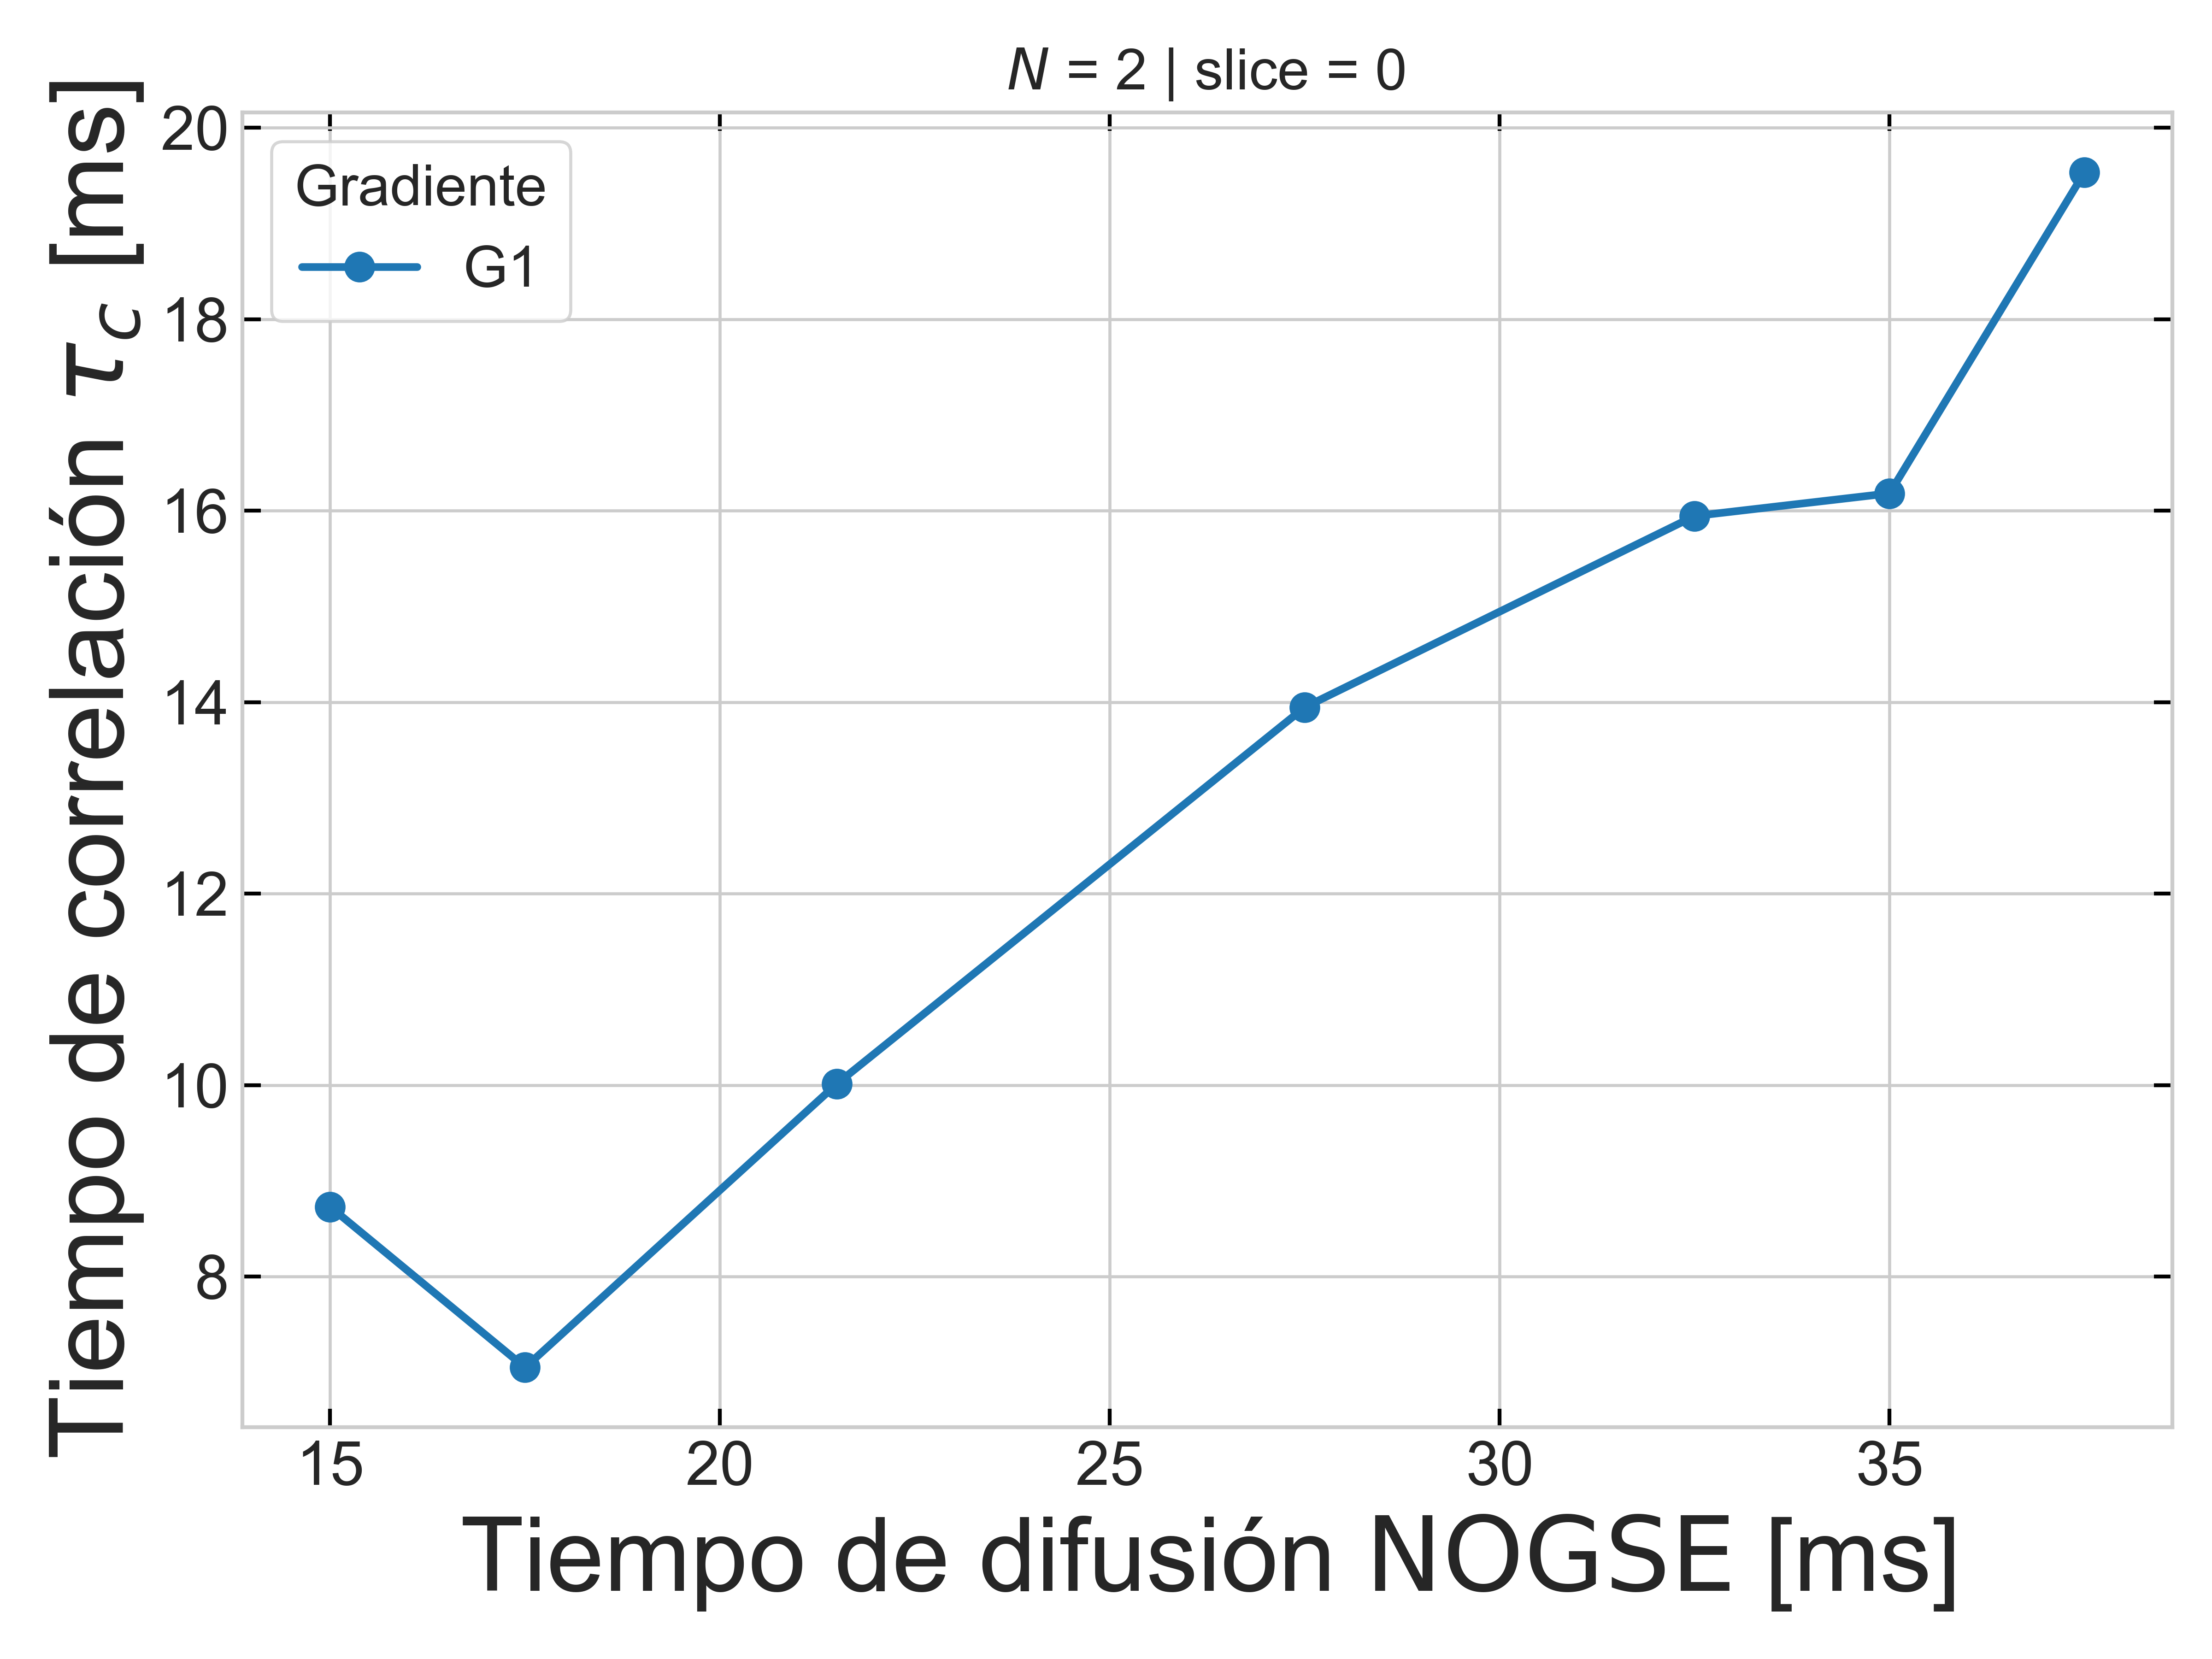 N = 2 | slice = 0
Tiempo de correlación τc [ms]
20
18
16
14
12
10
8
Gradiente
G1
15 20 25 30 35
Tiempo de difusión NOGSE [ms]